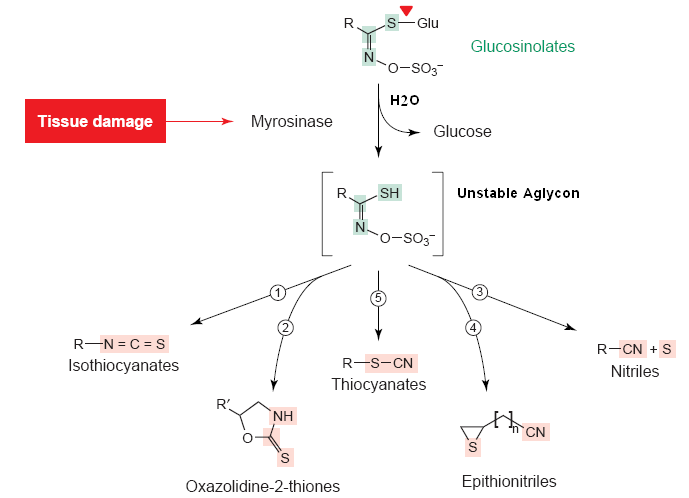 R S Glu
N
O SO3−
Glucosinolates
H2O
Tissue damage
Myrosinase
Glucose
R SH
N
O SO3−
Unstable Aglycon
1
2
5
3
4
R N = C = S
Isothiocyanates
R S CN
Thiocyanates
R CN + S
Nitriles
R′
NH
O
S
Oxazolidine-2-thiones
S
[ ]n CN
Epithionitriles